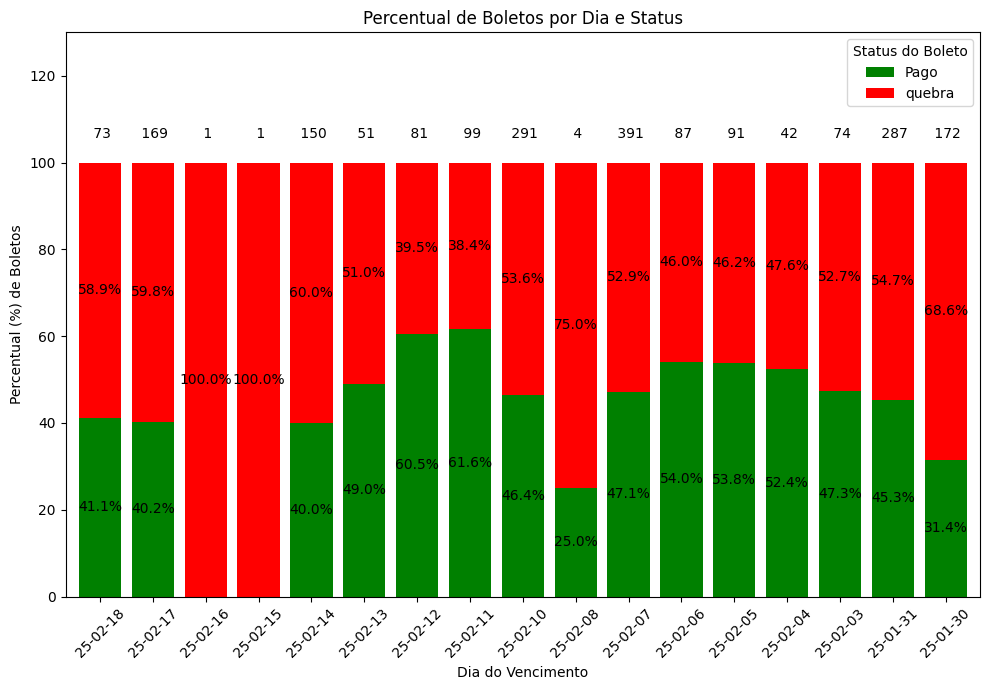 Percentual de Boletos por Dia e Status
Status do Boleto
Pago
quebra
Percentual (%) de Boletos
120
100
80
60
40
20
0
73 169 1 1 150 51 81 99 291 4 391 87 91 42 74 287 172
58.9% 59.8% 100.0% 100.0% 60.0% 51.0% 39.5% 38.4% 53.6% 75.0% 52.9% 46.0% 46.2% 47.6% 52.7% 54.7% 68.6%
41.1% 40.2% 40.0% 49.0% 60.5% 61.6% 46.4% 25.0% 47.1% 54.0% 53.8% 52.4% 47.3% 45.3% 31.4%
25-02-18 25-02-17 25-02-16 25-02-15 25-02-14 25-02-13 25-02-12 25-02-11 25-02-10 25-02-08 25-02-07 25-02-06 25-02-05 25-02-04 25-02-03 25-01-31 25-01-30
Dia do Vencimento